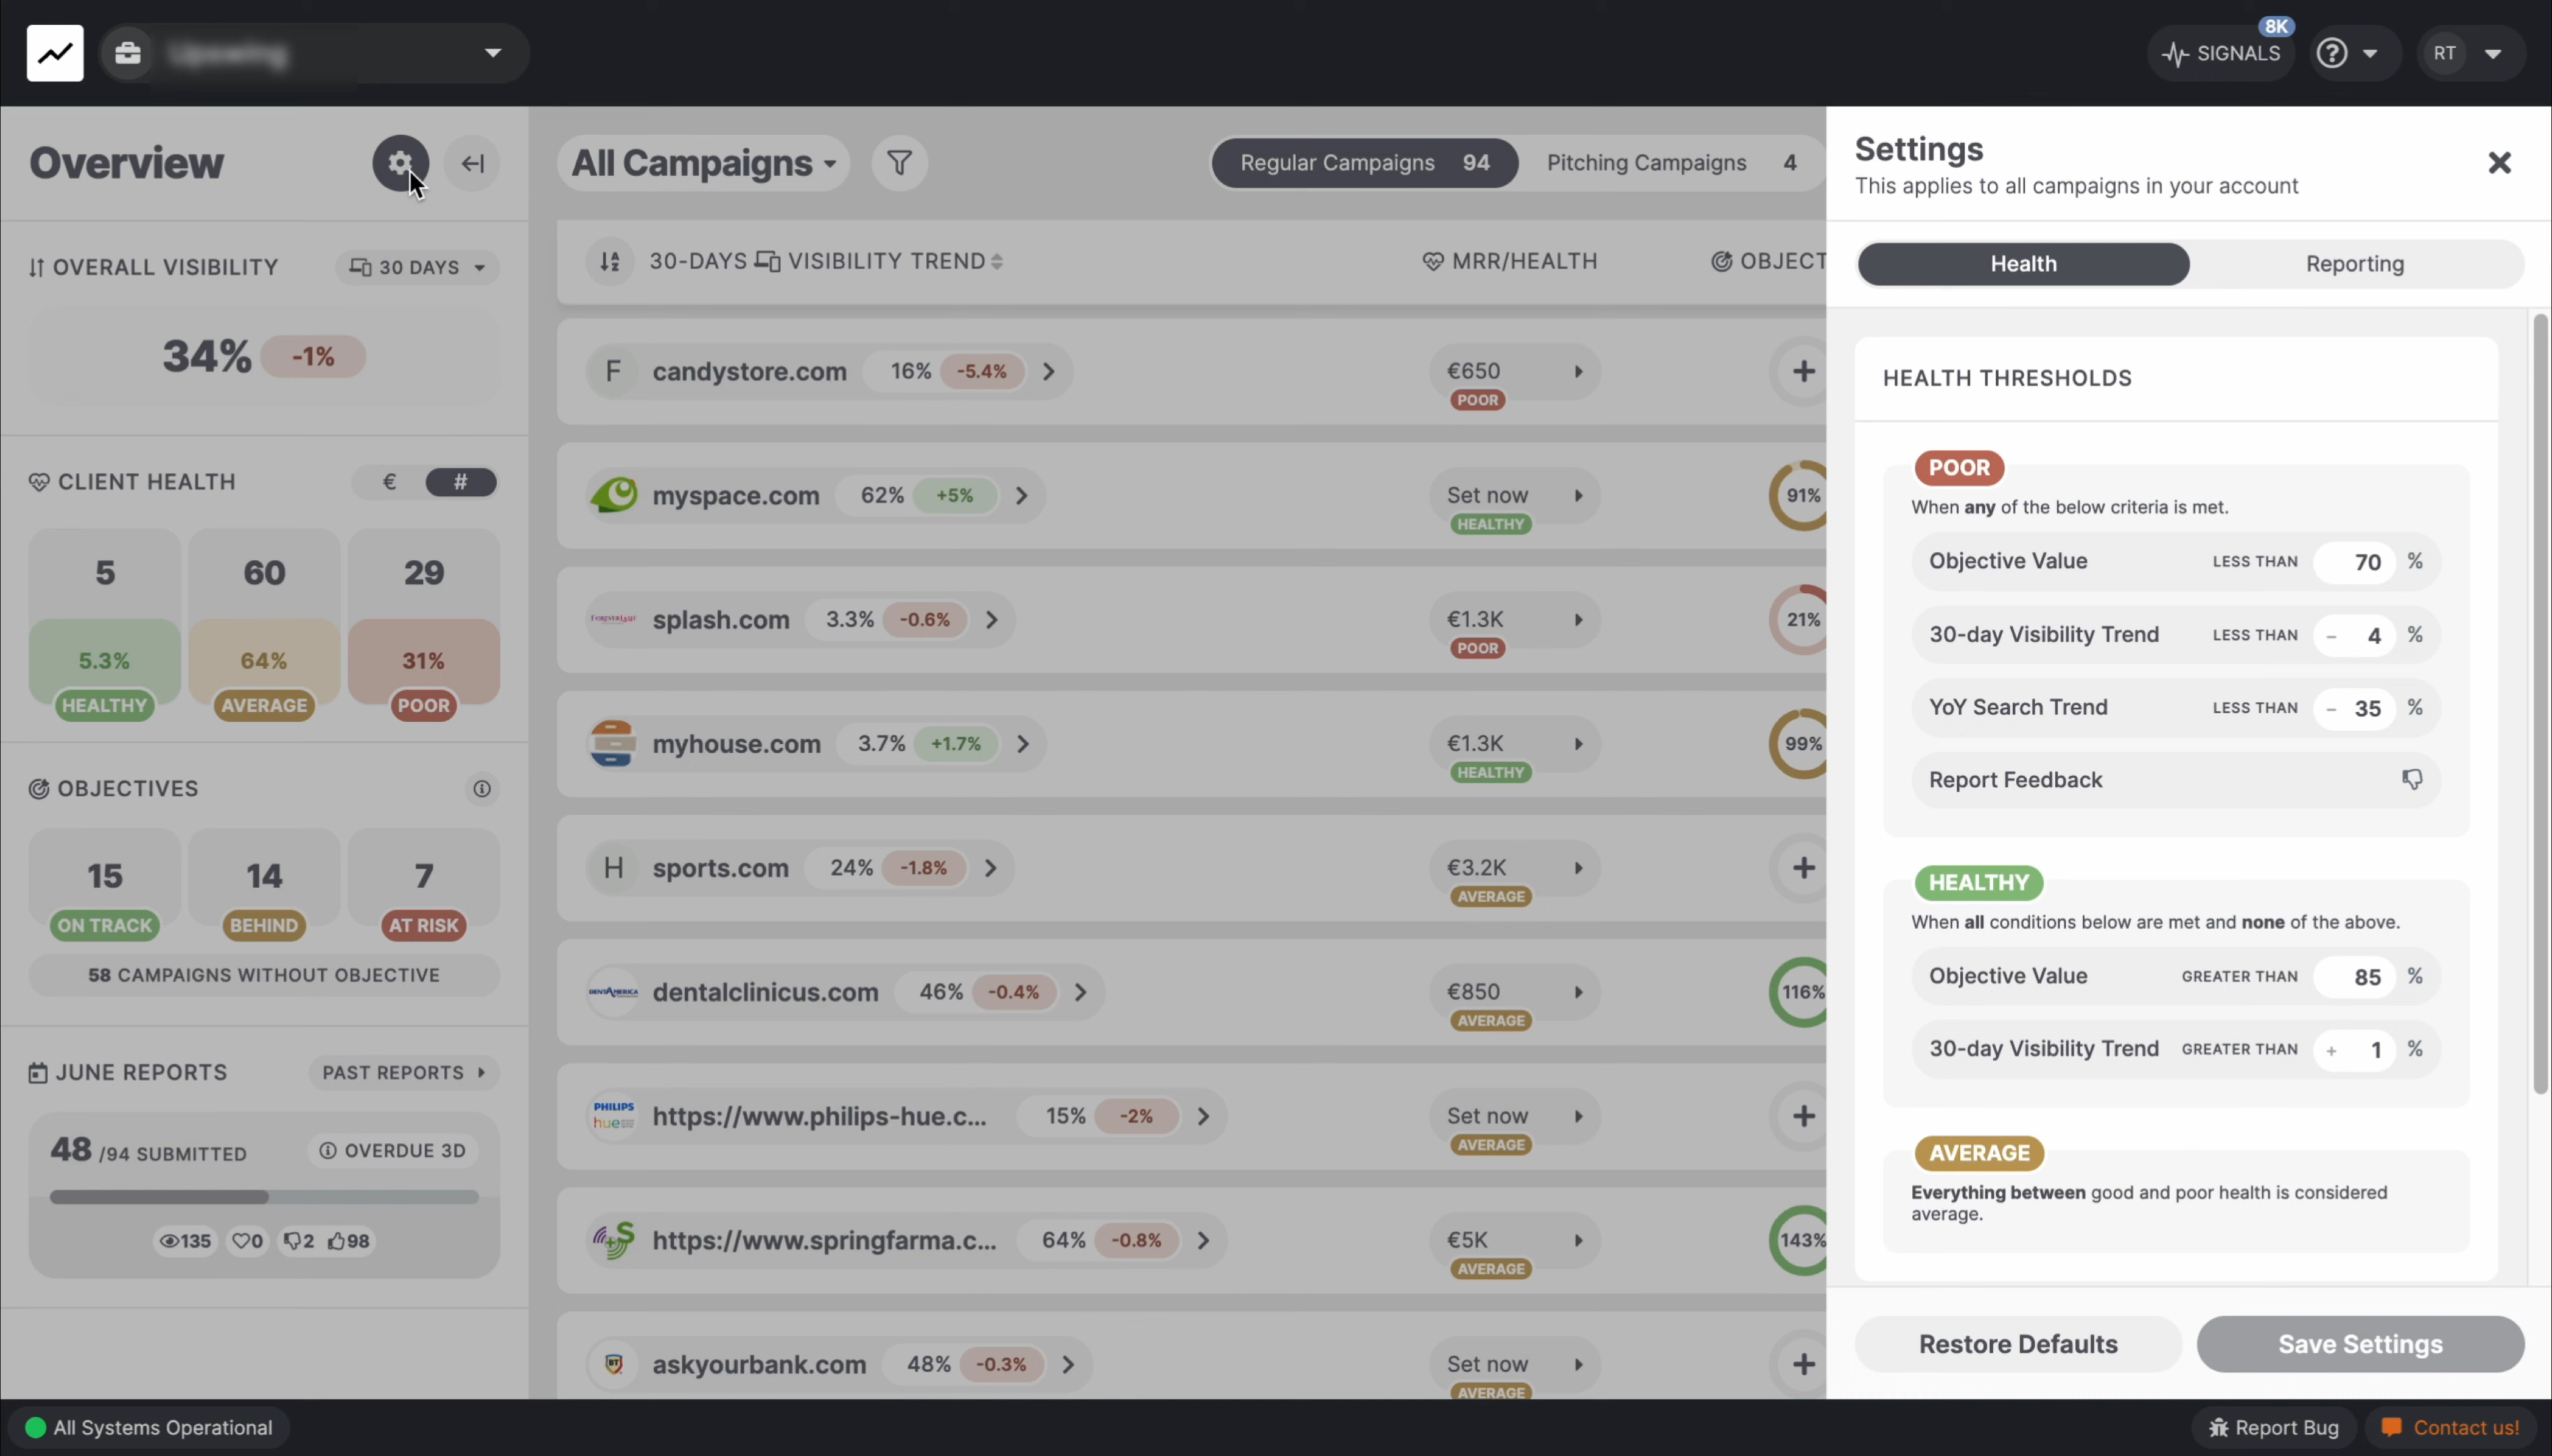 8K
SIGNALS
RT
Overview
All Campaigns
Regular Campaigns 94
Pitching Campaigns 4
OVERALL VISIBILITY
30 DAYS
34% -1%
CLIENT HEALTH
€ #
5 60 29
5.3% 64% 31%
HEALTHY AVERAGE POOR
OBJECTIVES
15 14 7
ON TRACK BEHIND AT RISK
58 CAMPAIGNS WITHOUT OBJECTIVE
JUNE REPORTS
PAST REPORTS
48 /94 SUBMITTED
OVERDUE 3D
135 0 2 98
30-DAYS VISIBILITY TREND
MRR/HEALTH
OBJECT
F candystore.com 16% -5.4% €650
POOR
myspace.com 62% +5% Set now 91%
HEALTHY
splash.com 3.3% -0.6% €1.3K 21%
POOR
myhouse.com 3.7% +1.7% €1.3K 99%
HEALTHY
H sports.com 24% -1.8% €3.2K
AVERAGE
dentalclinicus.com 46% -0.4% €850 116%
AVERAGE
PHILIPS
hue
https://www.philips-hue.c... 15% -2% Set now
AVERAGE
https://www.springfarma.c... 64% -0.8% €5K 143%
AVERAGE
BT askyourbank.com 48% -0.3% Set now
AVERAGE
Settings
This applies to all campaigns in your account
Health
Reporting
HEALTH THRESHOLDS
POOR
When any of the below criteria is met.
Objective Value LESS THAN 70 %
30-day Visibility Trend LESS THAN – 4 %
YoY Search Trend LESS THAN – 35 %
Report Feedback
HEALTHY
When all conditions below are met and none of the above.
Objective Value GREATER THAN 85 %
30-day Visibility Trend GREATER THAN + 1 %
AVERAGE
Everything between good and poor health is considered
average.
Restore Defaults
Save Settings
All Systems Operational
Report Bug
Contact us!